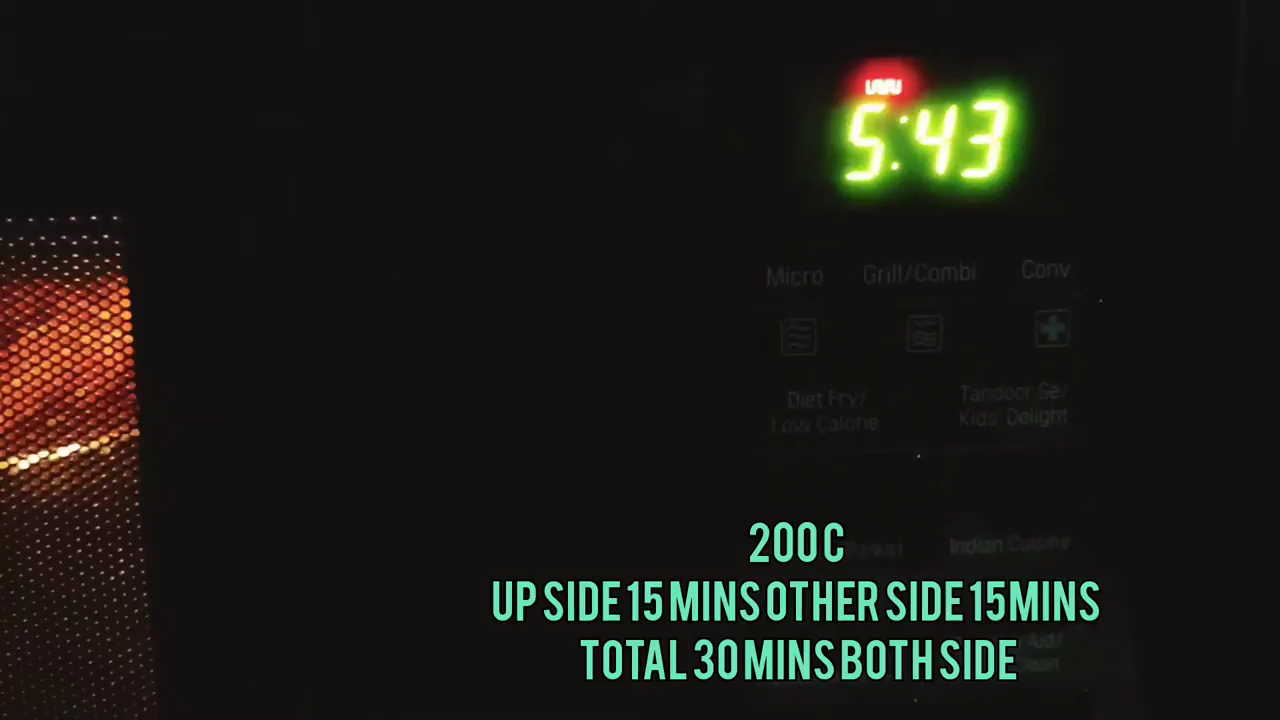 5:43
Micro Grill/Combi Conv
Diet Fry/ Tandoor Se/
Low Calorie Kids' Delight
Indian Cuisine
200 C
UP SIDE 15 MINS OTHER SIDE 15MINS
TOTAL 30 MINS BOTH SIDE